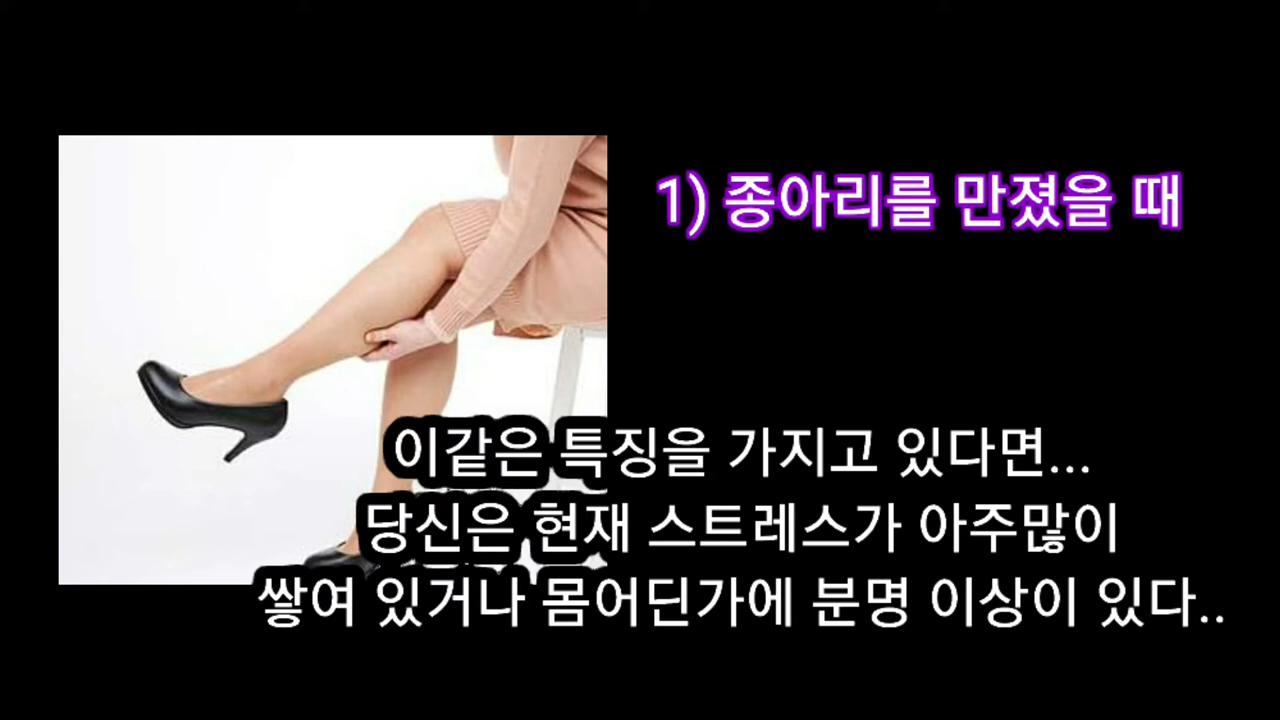 1) 종아리를 만졌을 때
이같은 특징을 가지고 있다면...
당신은 현재 스트레스가 아주많이
쌓여 있거나 몸어딘가에 분명 이상이 있다..